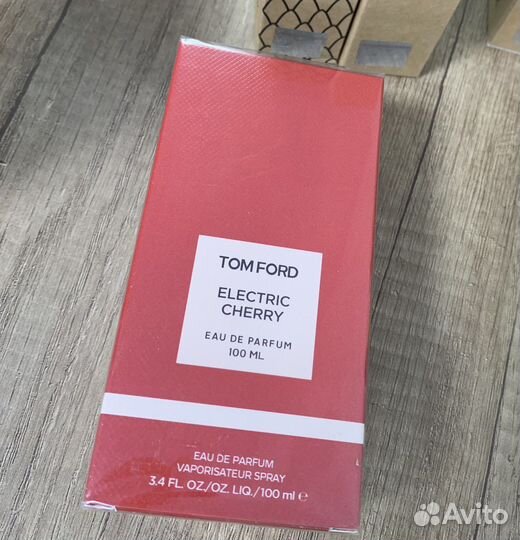 TOM FORD
ELECTRIC
CHERRY
EAU DE PARFUM
100 ML
EAU DE PARFUM
VAPORISATEUR SPRAY
3.4 FL. OZ./OZ. LIQ./100 ml ℮
Avito